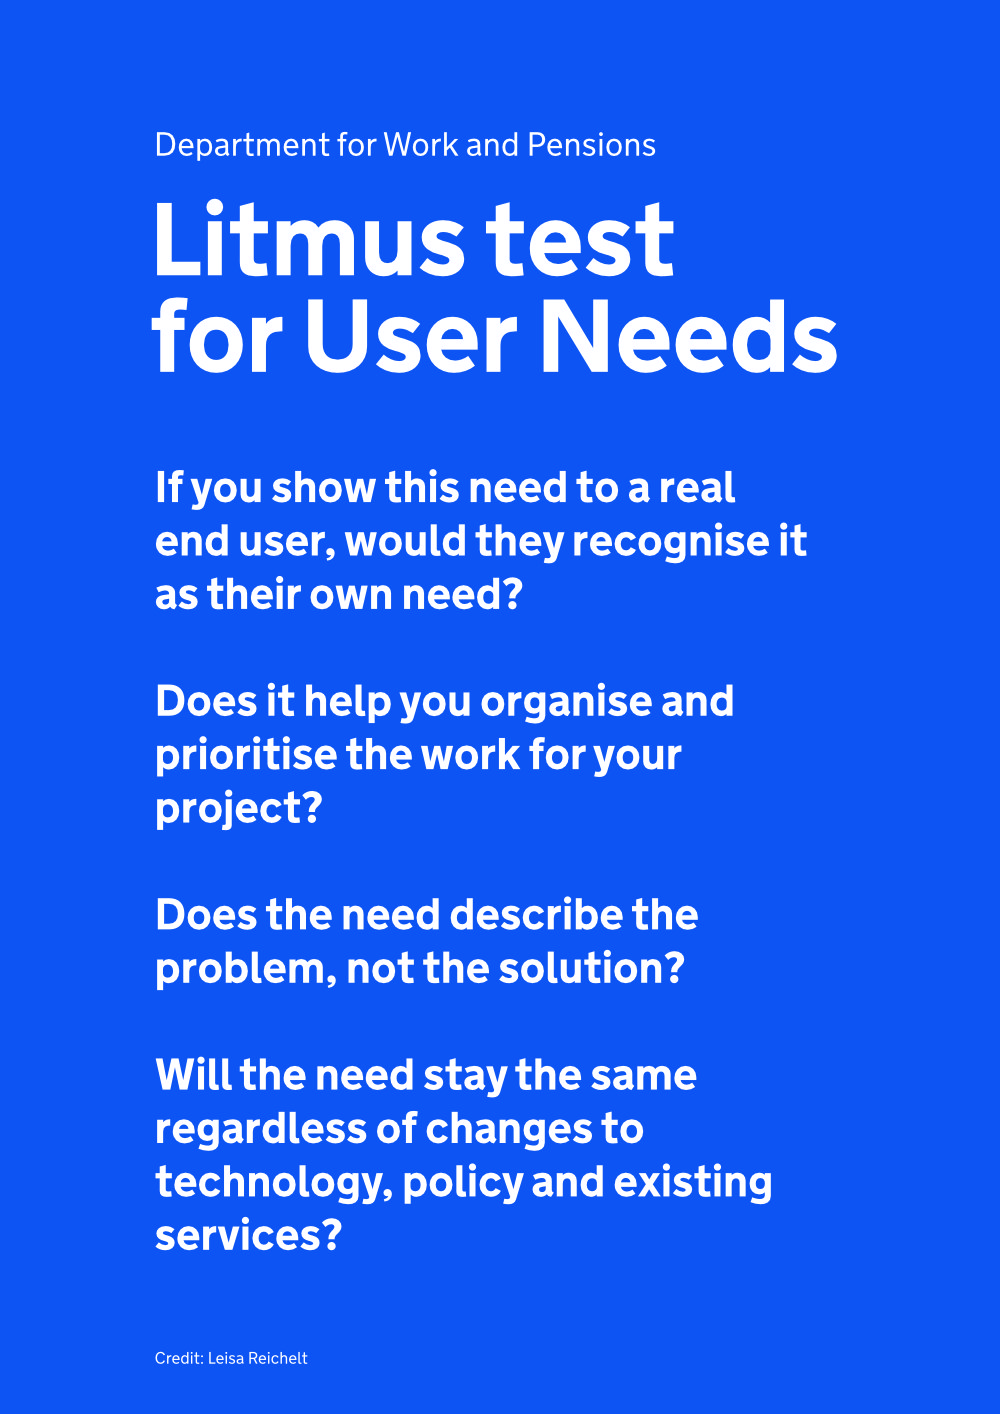 Department for Work and Pensions
Litmus test
for User Needs
If you show this need to a real
end user, would they recognise it
as their own need?
Does it help you organise and
prioritise the work for your
project?
Does the need describe the
problem, not the solution?
Will the need stay the same
regardless of changes to
technology, policy and existing
services?
Credit: Leisa Reichelt